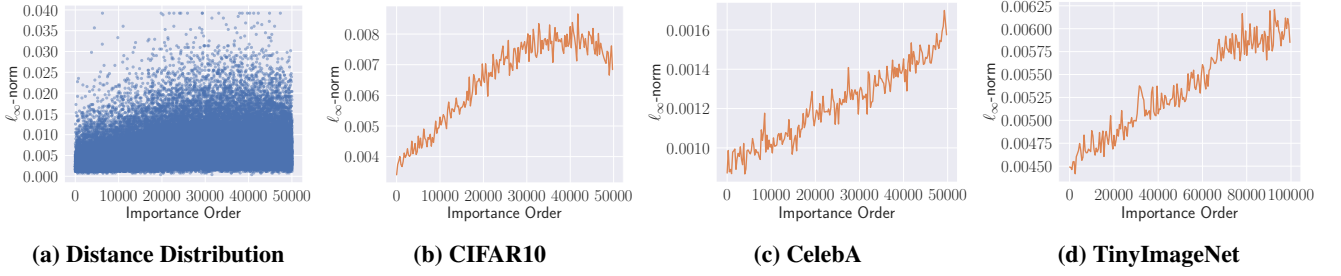 0.040
0.035
0.030
0.025
0.020
0.015
0.010
0.005
0.000
ℓ∞-norm
0 10000 20000 30000 40000 50000
Importance Order
(a) Distance Distribution
0.008
0.007
0.006
0.005
0.004
ℓ∞-norm
0 10000 20000 30000 40000 50000
Importance Order
(b) CIFAR10
0.0016
0.0014
0.0012
0.0010
ℓ∞-norm
0 10000 20000 30000 40000 50000
Importance Order
(c) CelebA
0.00625
0.00600
0.00575
0.00550
0.00525
0.00500
0.00475
0.00450
ℓ∞-norm
0 20000 40000 60000 80000 100000
Importance Order
(d) TinyImageNet